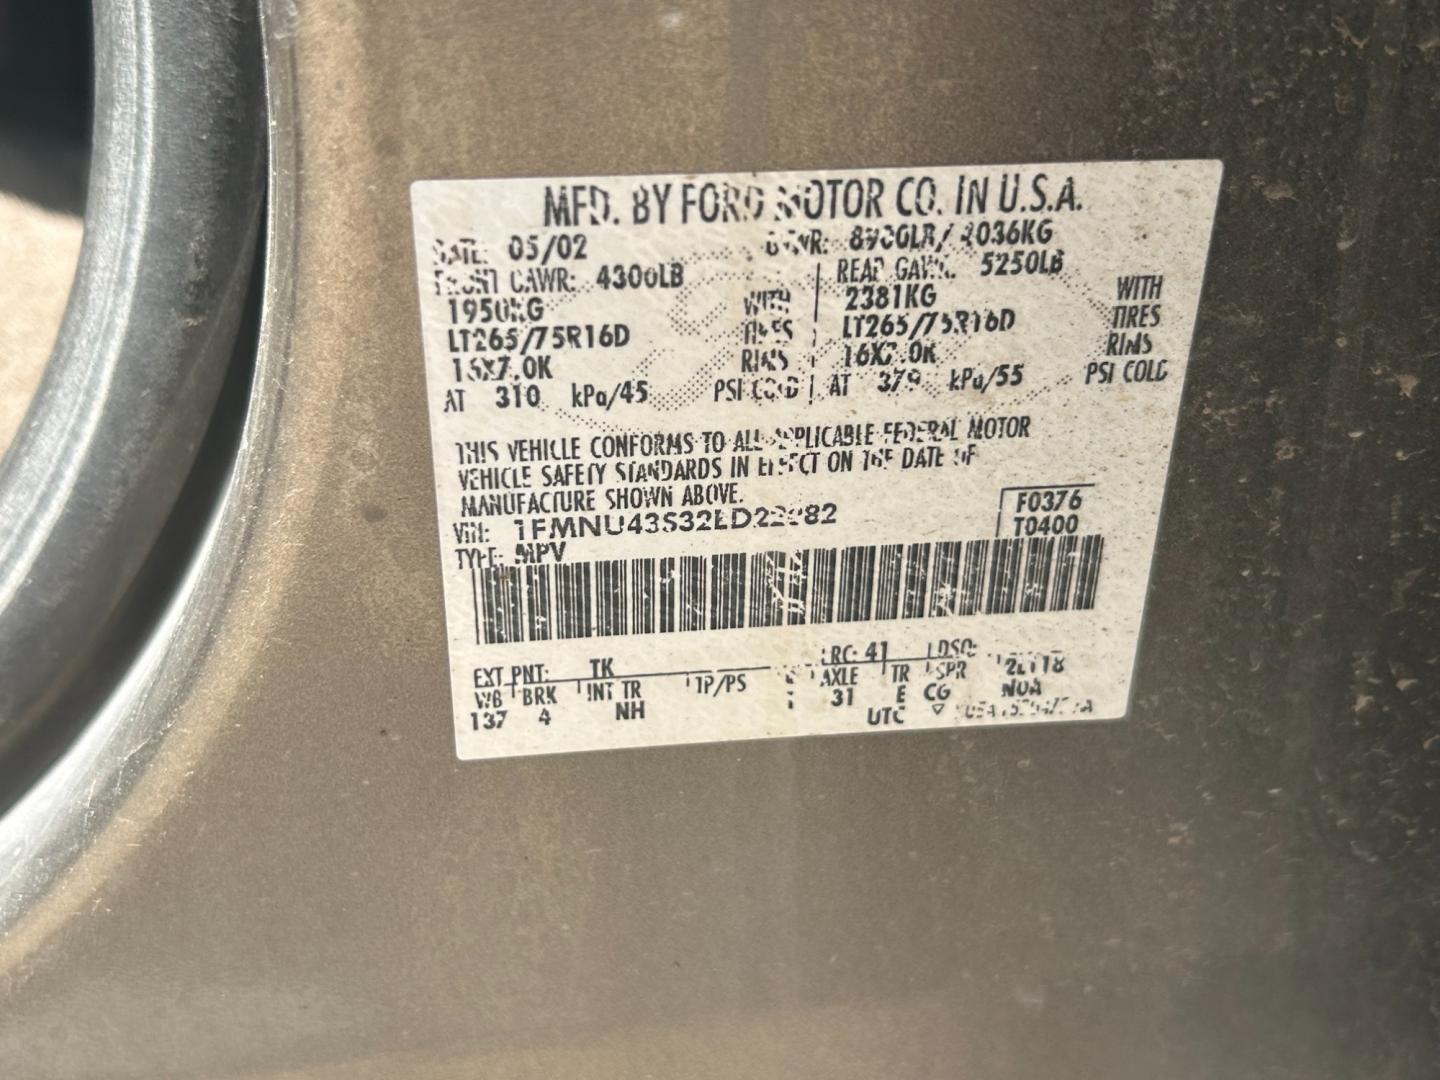 MFD. BY FORD MOTOR CO. IN U.S.A.
DATE: 05/02 GVWR: 8900LB/ 4036KG
FRONT GAWR: 4300LB REAR GAWR: 5250LB
1950KG WITH 2381KG WITH
LT265/75R16D TIRES LT265/75R16D TIRES
16X7.0K RIMS 16X7.0K RIMS
AT 310 kPa/45 PSI COLD AT 379 kPa/55 PSI COLD
THIS VEHICLE CONFORMS TO ALL APPLICABLE FEDERAL MOTOR
VEHICLE SAFETY STANDARDS IN EFFECT ON THE DATE OF
MANUFACTURE SHOWN ABOVE.
F0376
VIN:
T0400
TYPE: MPV
EXT PNT: TK RC: 41 DSO:
WB BRK INT TR TP/PS AXLE TR SPR
137 4 NH 31 E CG
UTC